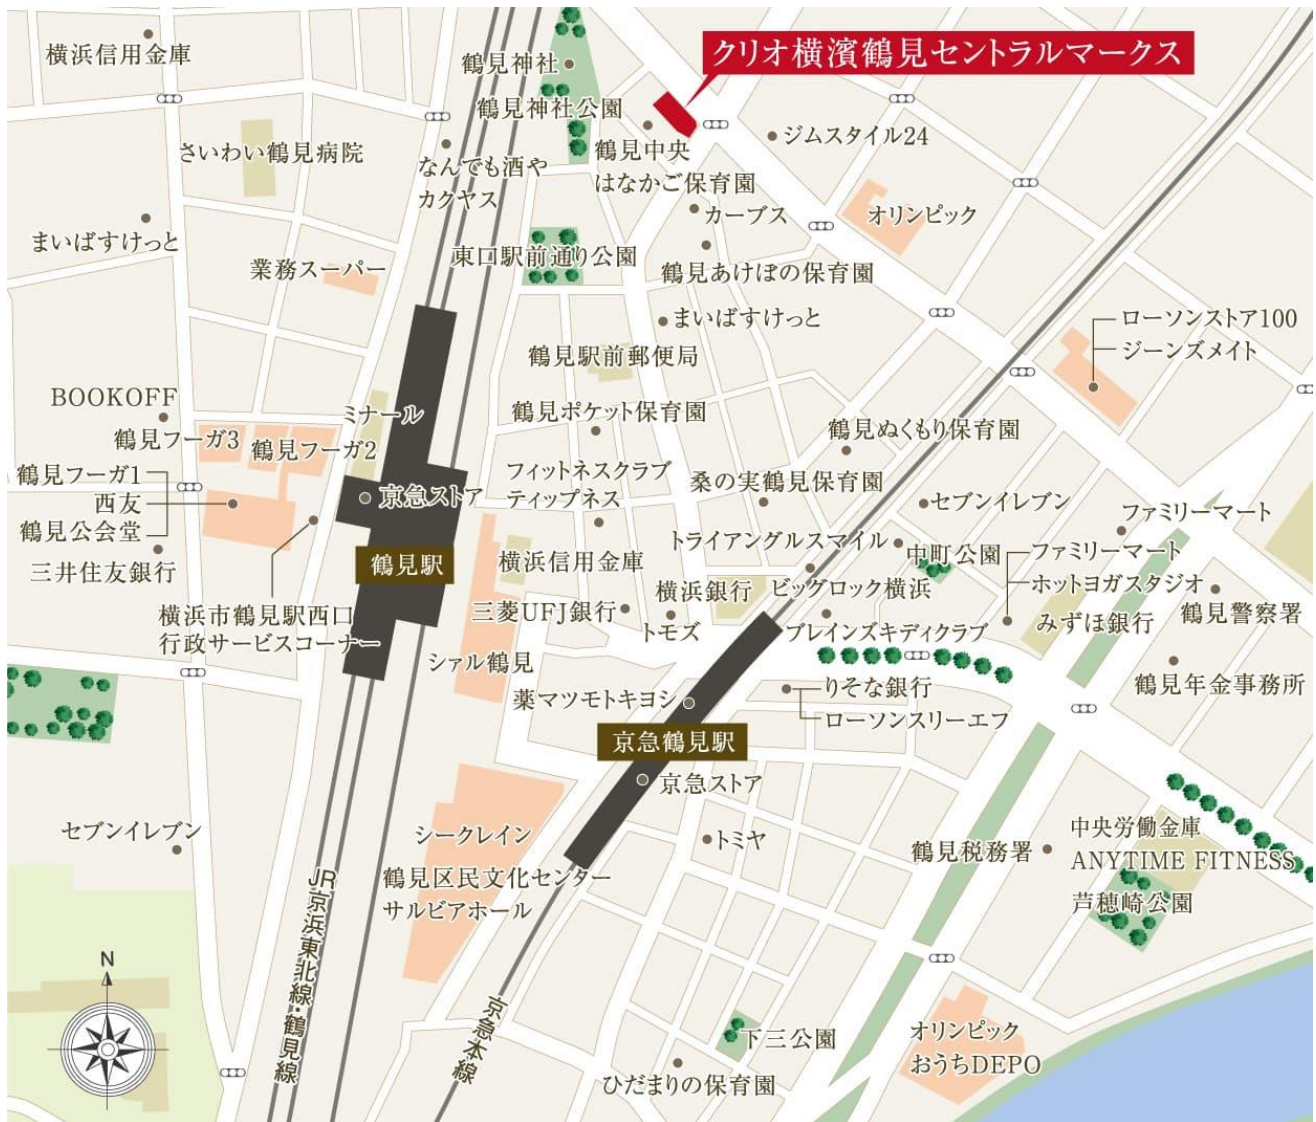 クリオ横濱鶴見セントラルマークス
横浜信用金庫
鶴見神社
鶴見神社公園
ジムスタイル24
さいわい鶴見病院
なんでも酒や
カクヤス
鶴見中央
はなかご保育園
カーブス
オリンピック
まいばすけっと
業務スーパー
東口駅前通り公園
鶴見あけぼの保育園
まいばすけっと
ローソンストア100
ジーンズメイト
鶴見駅前郵便局
BOOKOFF
ミナール
鶴見ポケット保育園
鶴見ぬくもり保育園
鶴見フーガ3
鶴見フーガ2
鶴見フーガ1
西友
鶴見公会堂
京急ストア
フィットネスクラブ
ティップネス
桑の実鶴見保育園
セブンイレブン
ファミリーマート
トライアングルスマイル
中町公園
ファミリーマート
ホットヨガスタジオ
みずほ銀行
鶴見駅
横浜信用金庫
三井住友銀行
横浜銀行
ビッグロック横浜
三菱UFJ銀行
トモズ
ブレインズキディクラブ
鶴見警察署
横浜市鶴見駅西口
行政サービスコーナー
シァル鶴見
薬マツモトキヨシ
りそな銀行
ローソンスリーエフ
鶴見年金事務所
京急鶴見駅
京急ストア
セブンイレブン
シークレイン
鶴見区民文化センター
サルビアホール
トミヤ
鶴見税務署
中央労働金庫
ANYTIME FITNESS
芦穂崎公園
JR京浜東北線・鶴見線
京急本線
N
下三公園
ひだまりの保育園
オリンピック
おうちDEPO